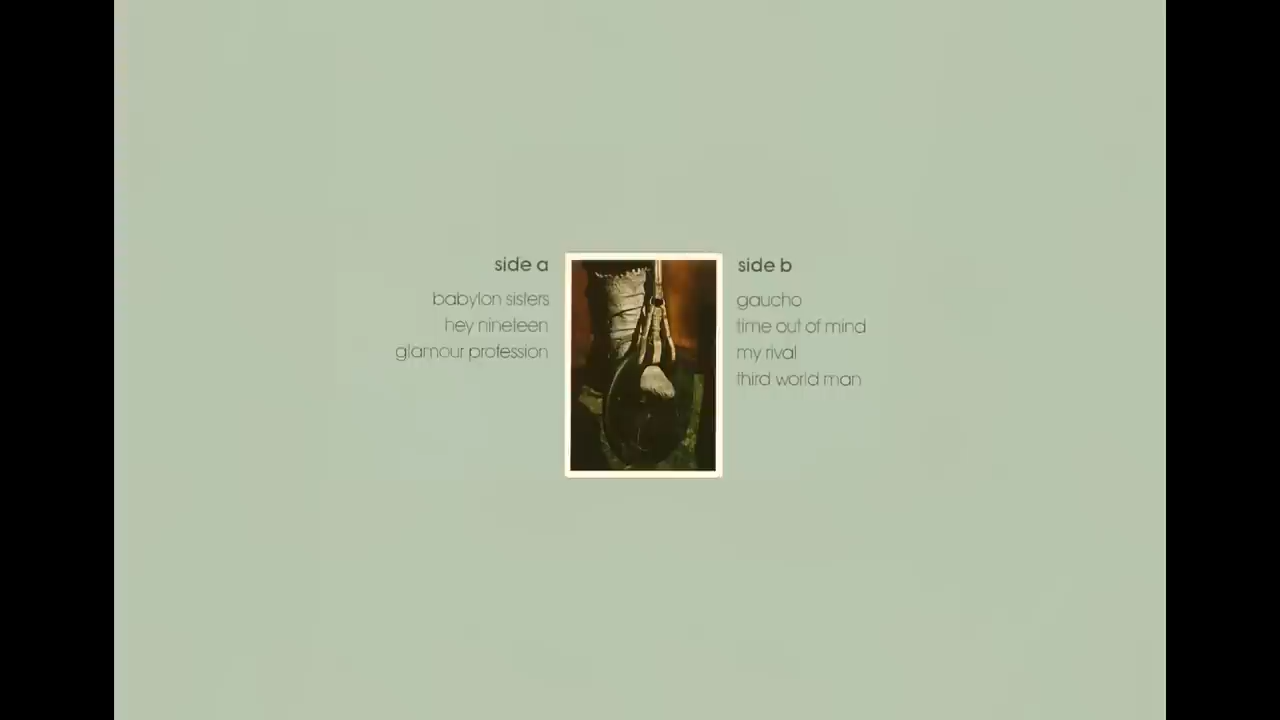 side a
babylon sisters
hey nineteen
glamour profession
side b
gaucho
time out of mind
my rival
third world man